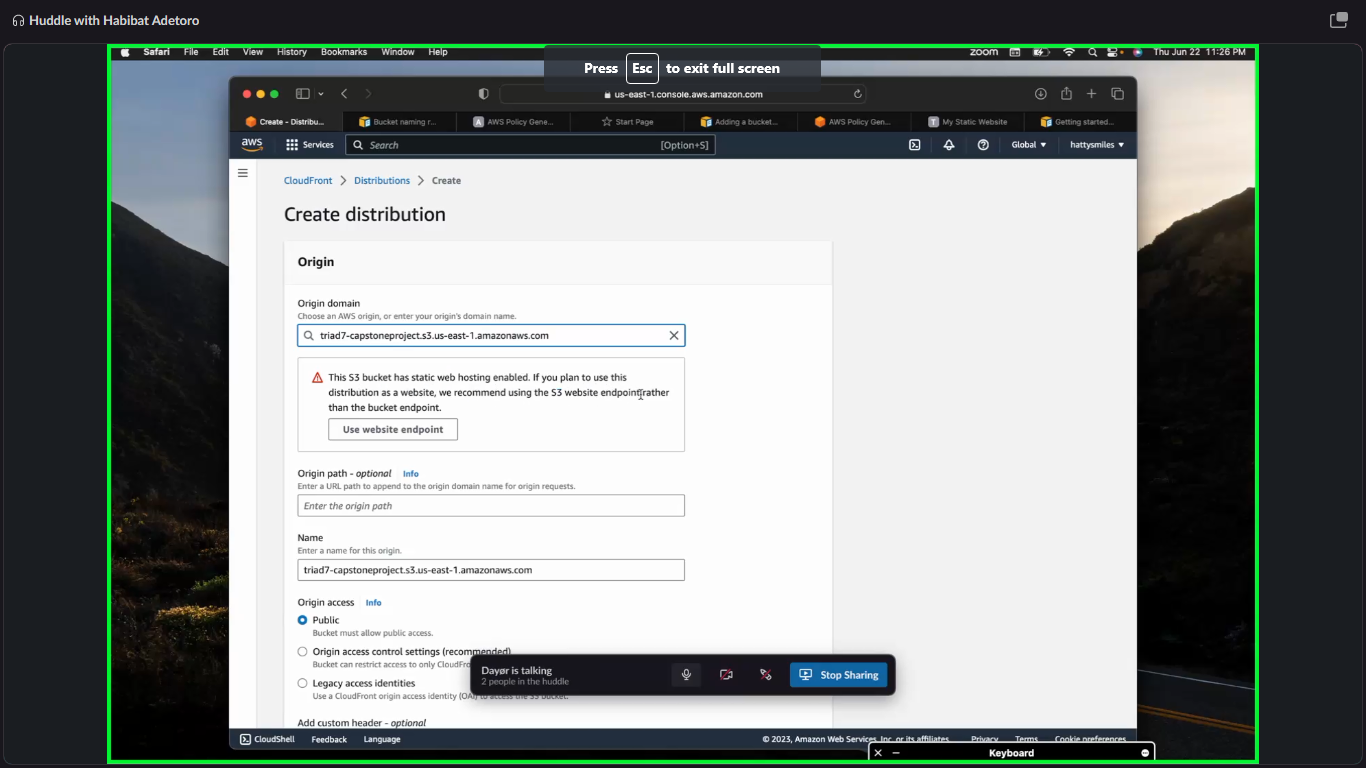 Huddle with Habibat Adetoro
Safari File Edit View History Bookmarks Window Help
zoom Thu Jun 22 11:26 PM
Press Esc to exit full screen
us-east-1.console.aws.amazon.com
Create - Distribu... Bucket naming r... AWS Policy Gene... Start Page Adding a bucket... AWS Policy Gen... My Static Website Getting started...
aws Services Search [Option+S] Global hattysmiles
CloudFront Distributions Create
Create distribution
Origin
Origin domain
Choose an AWS origin, or enter your origin's domain name.
triad7-capstoneproject.s3.us-east-1.amazonaws.com
This S3 bucket has static web hosting enabled. If you plan to use this
distribution as a website, we recommend using the S3 website endpoint rather
than the bucket endpoint.
Use website endpoint
Origin path - optional Info
Enter a URL path to append to the origin domain name for origin requests.
Enter the origin path
Name
Enter a name for this origin.
triad7-capstoneproject.s3.us-east-1.amazonaws.com
Origin access Info
Public
Bucket must allow public access.
Origin access control settings (recommended)
Bucket can restrict access to only CloudFro
Legacy access identities
Use a CloudFront origin access identity (OAI) to access the S3 bucket.
Dayør is talking
2 people in the huddle
Stop Sharing
Add custom header - optional
CloudShell Feedback Language © 2023, Amazon Web Services, Inc. or its affiliates. Privacy Terms Cookie preferences
Keyboard